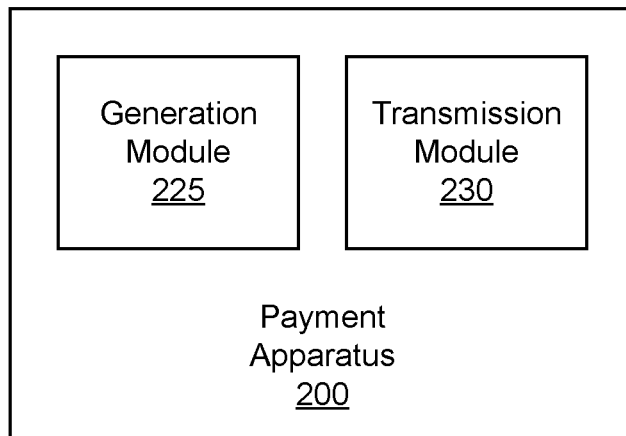 Generation
Module
225
Transmission
Module
230
Payment
Apparatus
200